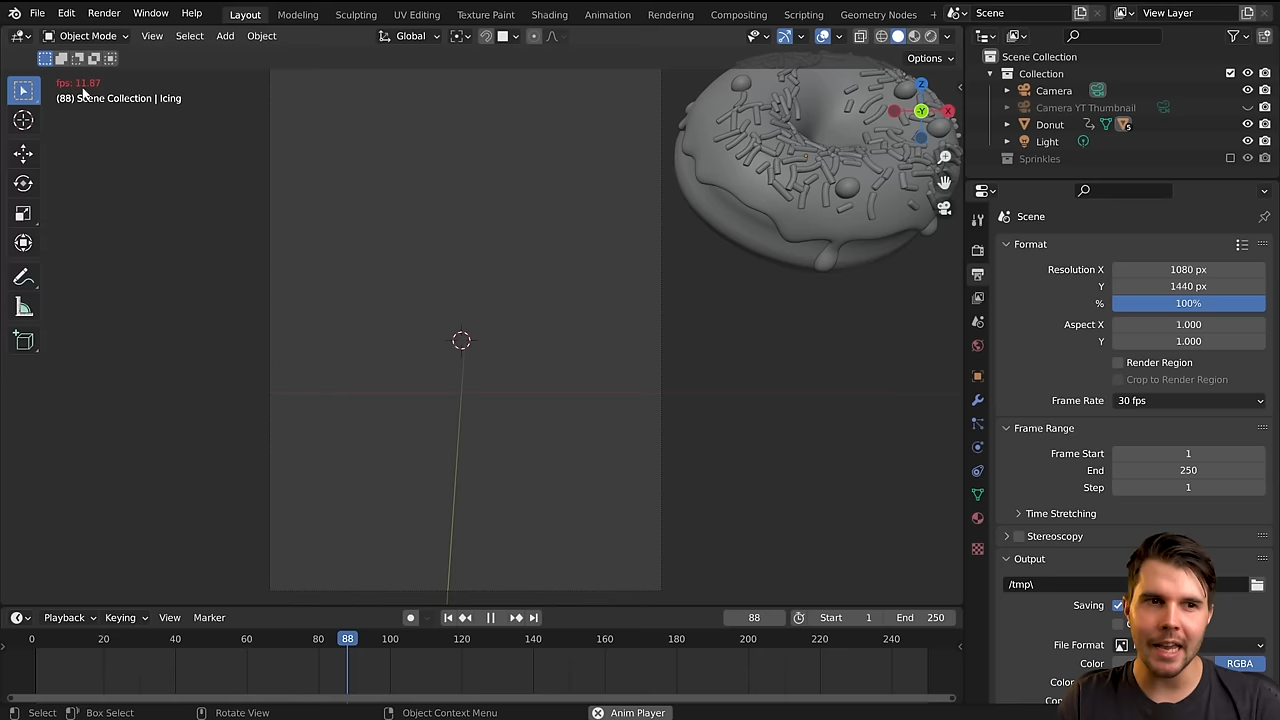 File Edit Render Window Help Layout Modeling Sculpting UV Editing Texture Paint Shading Animation Rendering Compositing Scripting Geometry Nodes + Scene View Layer
Object Mode View Select Add Object Global
Options
fps: 11.87
(88) Scene Collection | Icing
Z
X
-Y
Scene Collection
Collection
Camera
Camera YT Thumbnail
Donut 5
Light
Sprinkles
Scene
Format
Resolution X 1080 px
Y 1440 px
% 100%
Aspect X 1.000
Y 1.000
Render Region
Crop to Render Region
Frame Rate 30 fps
Frame Range
Frame Start 1
End 250
Step 1
Time Stretching
Stereoscopy
Output
/tmp\
Saving
File Format
Color RGBA
Color
Playback Keying View Marker 88 Start 1 End 250
0 20 40 60 80 88 100 120 140 160 180 200 220 240
Select Box Select Rotate View Object Context Menu Anim Player